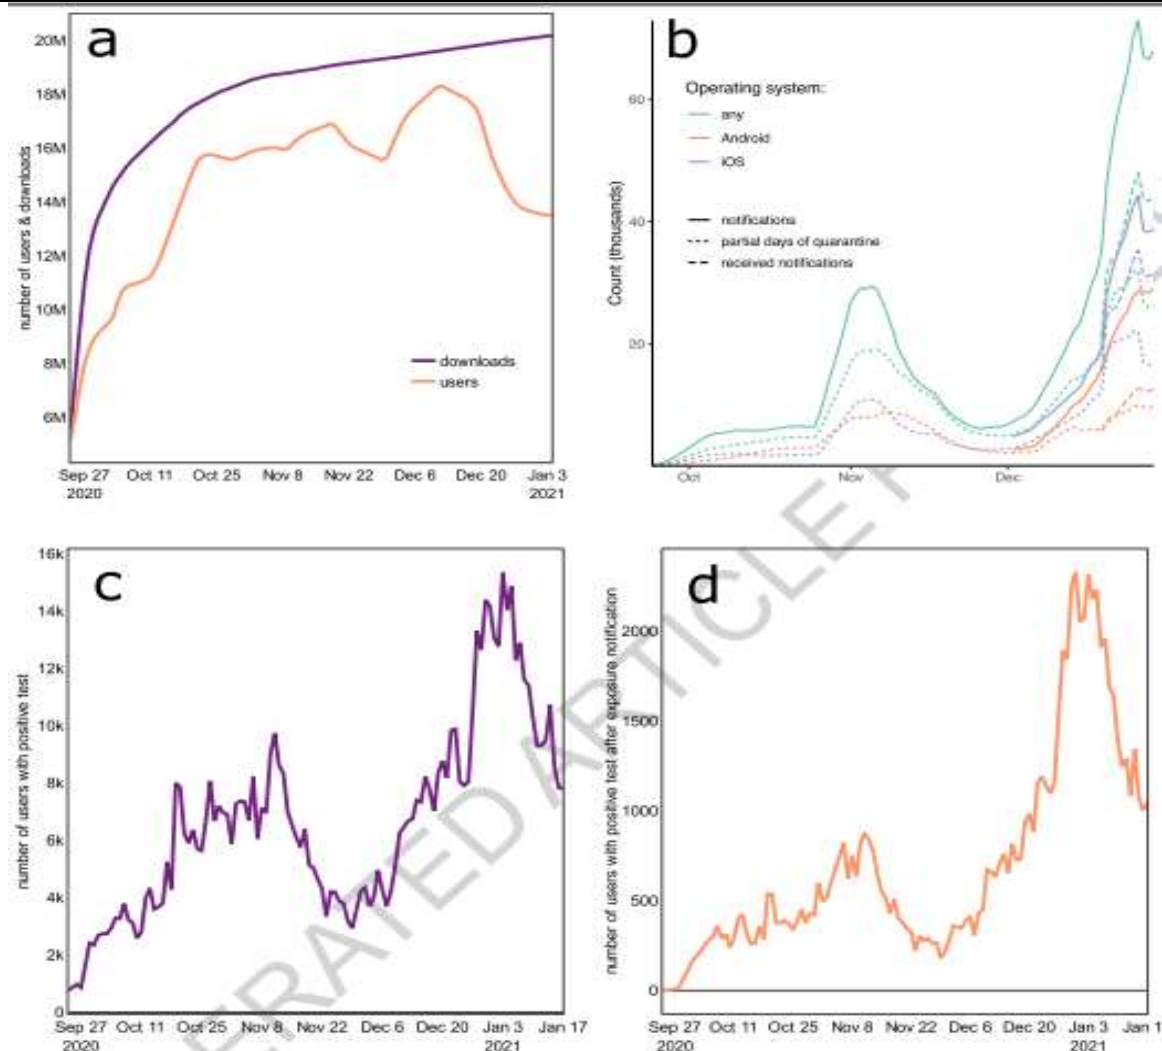 a
20M
18M
16M
14M
12M
10M
8M
6M
number of users & downloads
downloads
users
Sep 27 Oct 11 Oct 25 Nov 8 Nov 22 Dec 6 Dec 20 Jan 3
2020 2021
b
Operating system:
any
Android
iOS
notifications
partial days of quarantine
received notifications
Count (thousands)
60
40
20
Oct Nov Dec
c
16k
14k
12k
10k
8k
6k
4k
2k
0
number of users with positive test
Sep 27 Oct 11 Oct 25 Nov 8 Nov 22 Dec 6 Dec 20 Jan 3 Jan 17
2020 2021
d
2000
1500
1000
500
0
number of users with positive test after exposure notification
Sep 27 Oct 11 Oct 25 Nov 8 Nov 22 Dec 6 Dec 20 Jan 3 Jan 1
2020 2021
ERATED ARTICLE